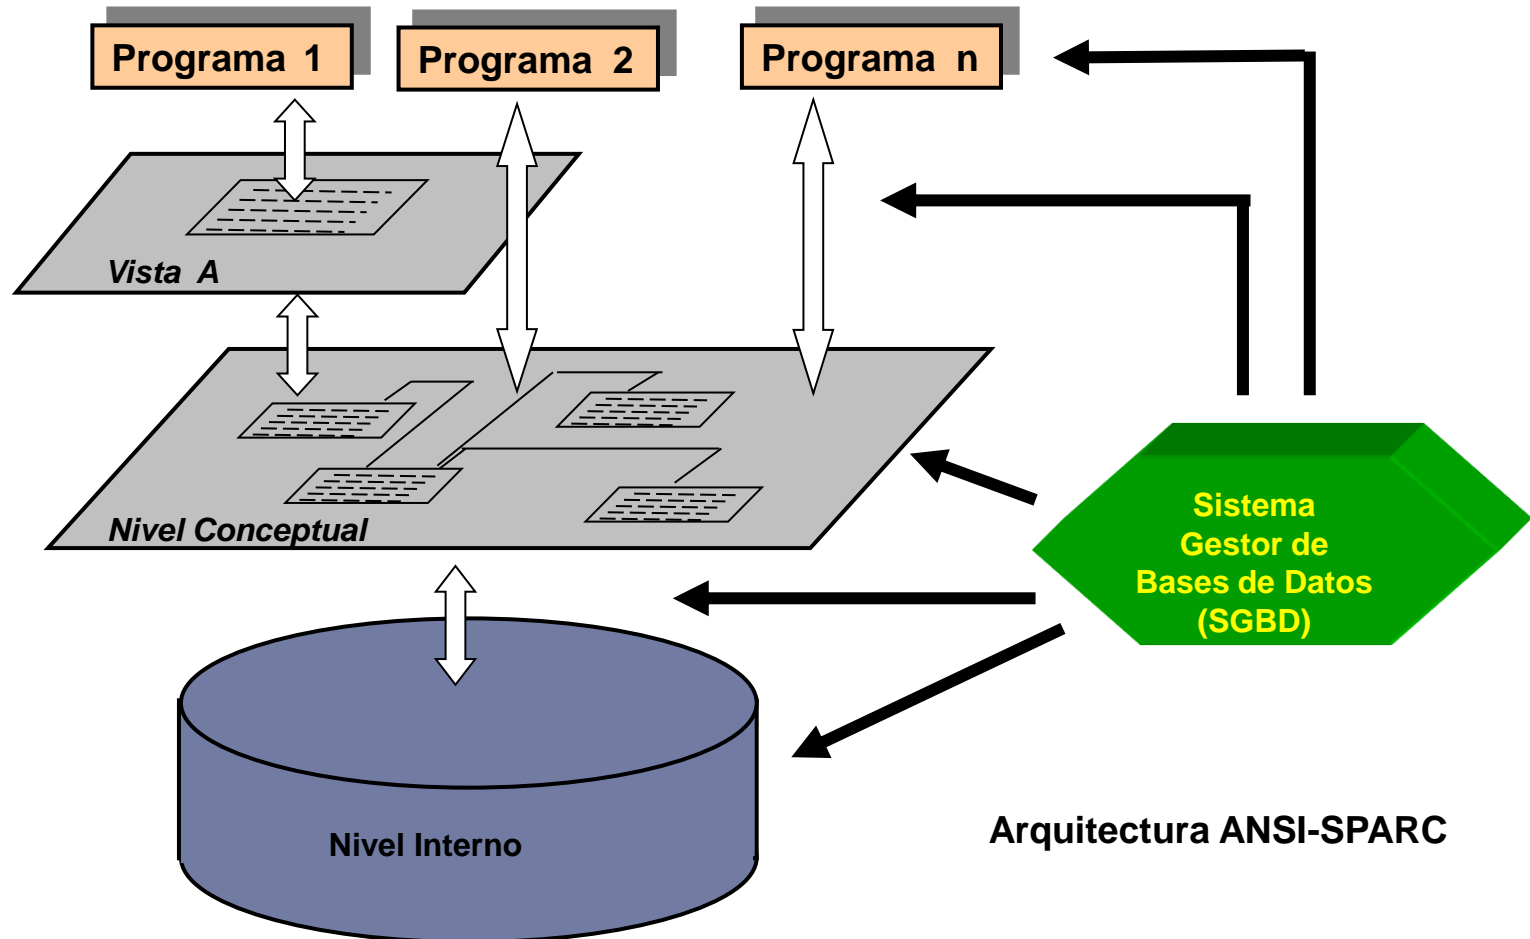 Programa 1
Programa 2
Programa n
Vista A
Nivel Conceptual
Sistema
Gestor de
Bases de Datos
(SGBD)
Nivel Interno
Arquitectura ANSI-SPARC